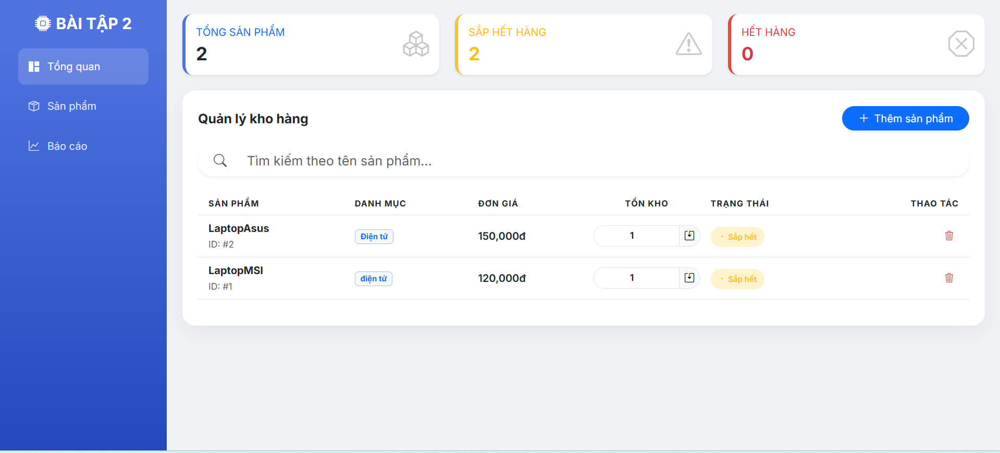 BÀI TẬP 2
Tổng quan
Sản phẩm
Báo cáo
TỔNG SẢN PHẨM
2
SẮP HẾT HÀNG
2
HẾT HÀNG
0
Quản lý kho hàng
Thêm sản phẩm
Tìm kiếm theo tên sản phẩm...
SẢN PHẨM DANH MỤC ĐƠN GIÁ TỒN KHO TRẠNG THÁI THAO TÁC
LaptopAsus
ID: #2
Điện tử
150,000đ
1
Sắp hết
LaptopMSI
ID: #1
điện tử
120,000đ
1
Sắp hết